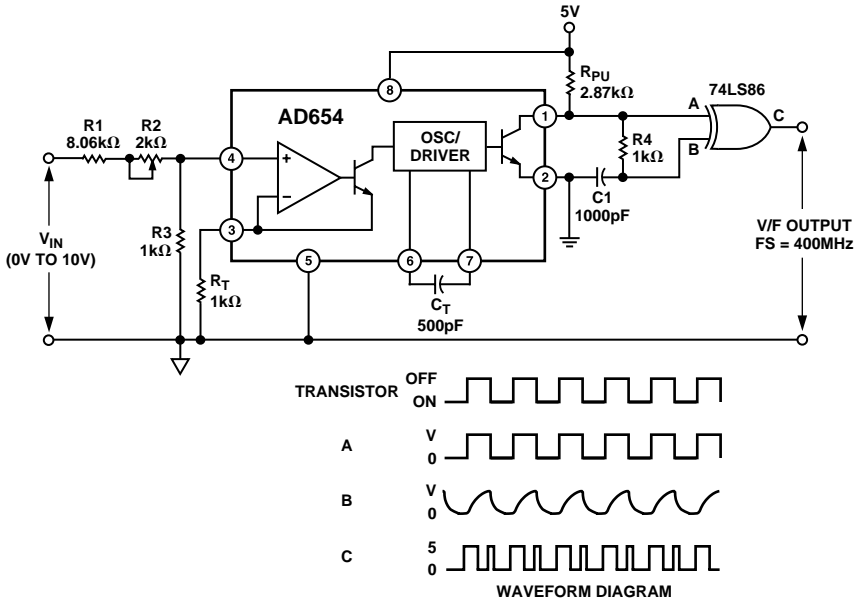 5V
R1
8.06kΩ
R2
2kΩ
8
RPU
2.87kΩ
74LS86
AD654
OSC/
DRIVER
1
A
B
C
4
+
−
R4
1kΩ
2
C1
1000pF
3
VIN
(0V TO 10V)
R3
1kΩ
RT
1kΩ
5
6
7
CT
500pF
V/F OUTPUT
FS = 400MHz
TRANSISTOR
OFF
ON
A
V
0
B
V
0
C
5
0
WAVEFORM DIAGRAM